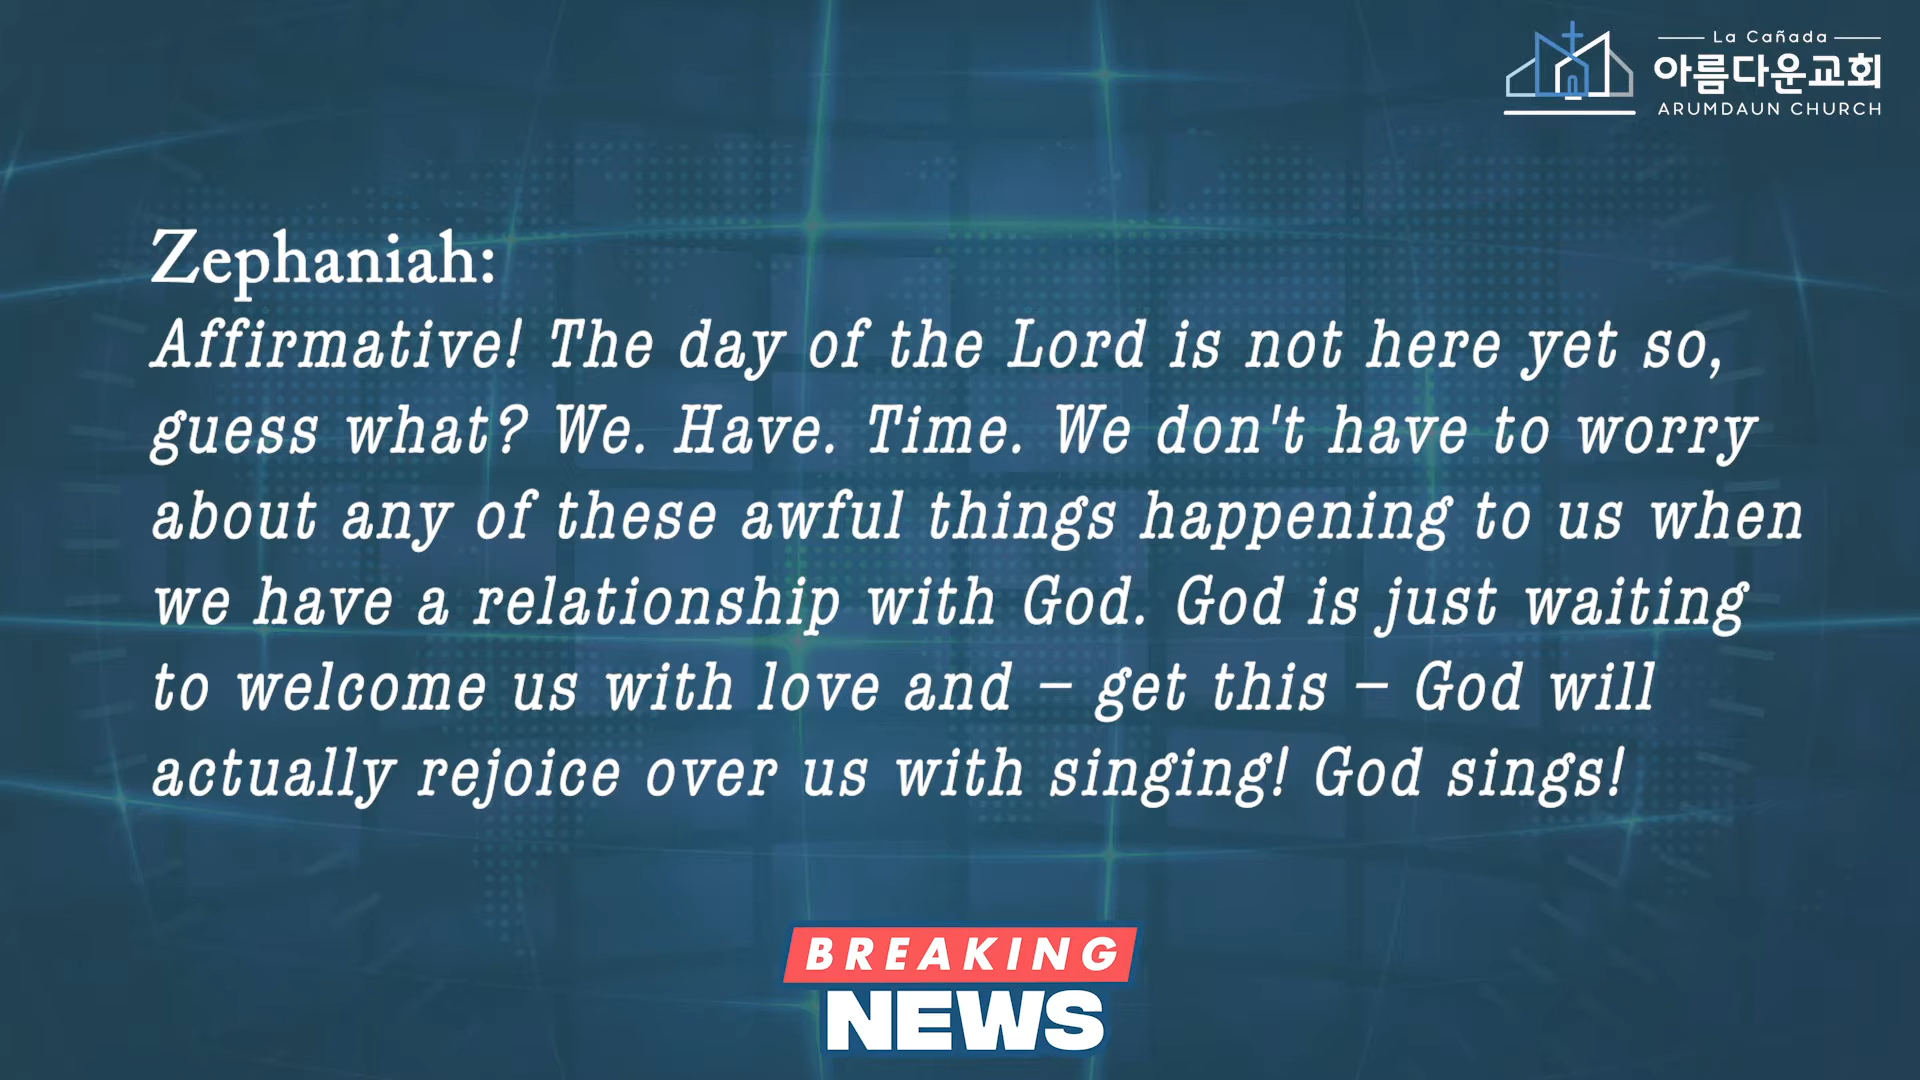 La Cañada
아름다운교회
ARUMDAUN CHURCH
Zephaniah:
Affirmative! The day of the Lord is not here yet so,
guess what? We. Have. Time. We don't have to worry
about any of these awful things happening to us when
we have a relationship with God. God is just waiting
to welcome us with love and – get this – God will
actually rejoice over us with singing! God sings!
BREAKING
NEWS